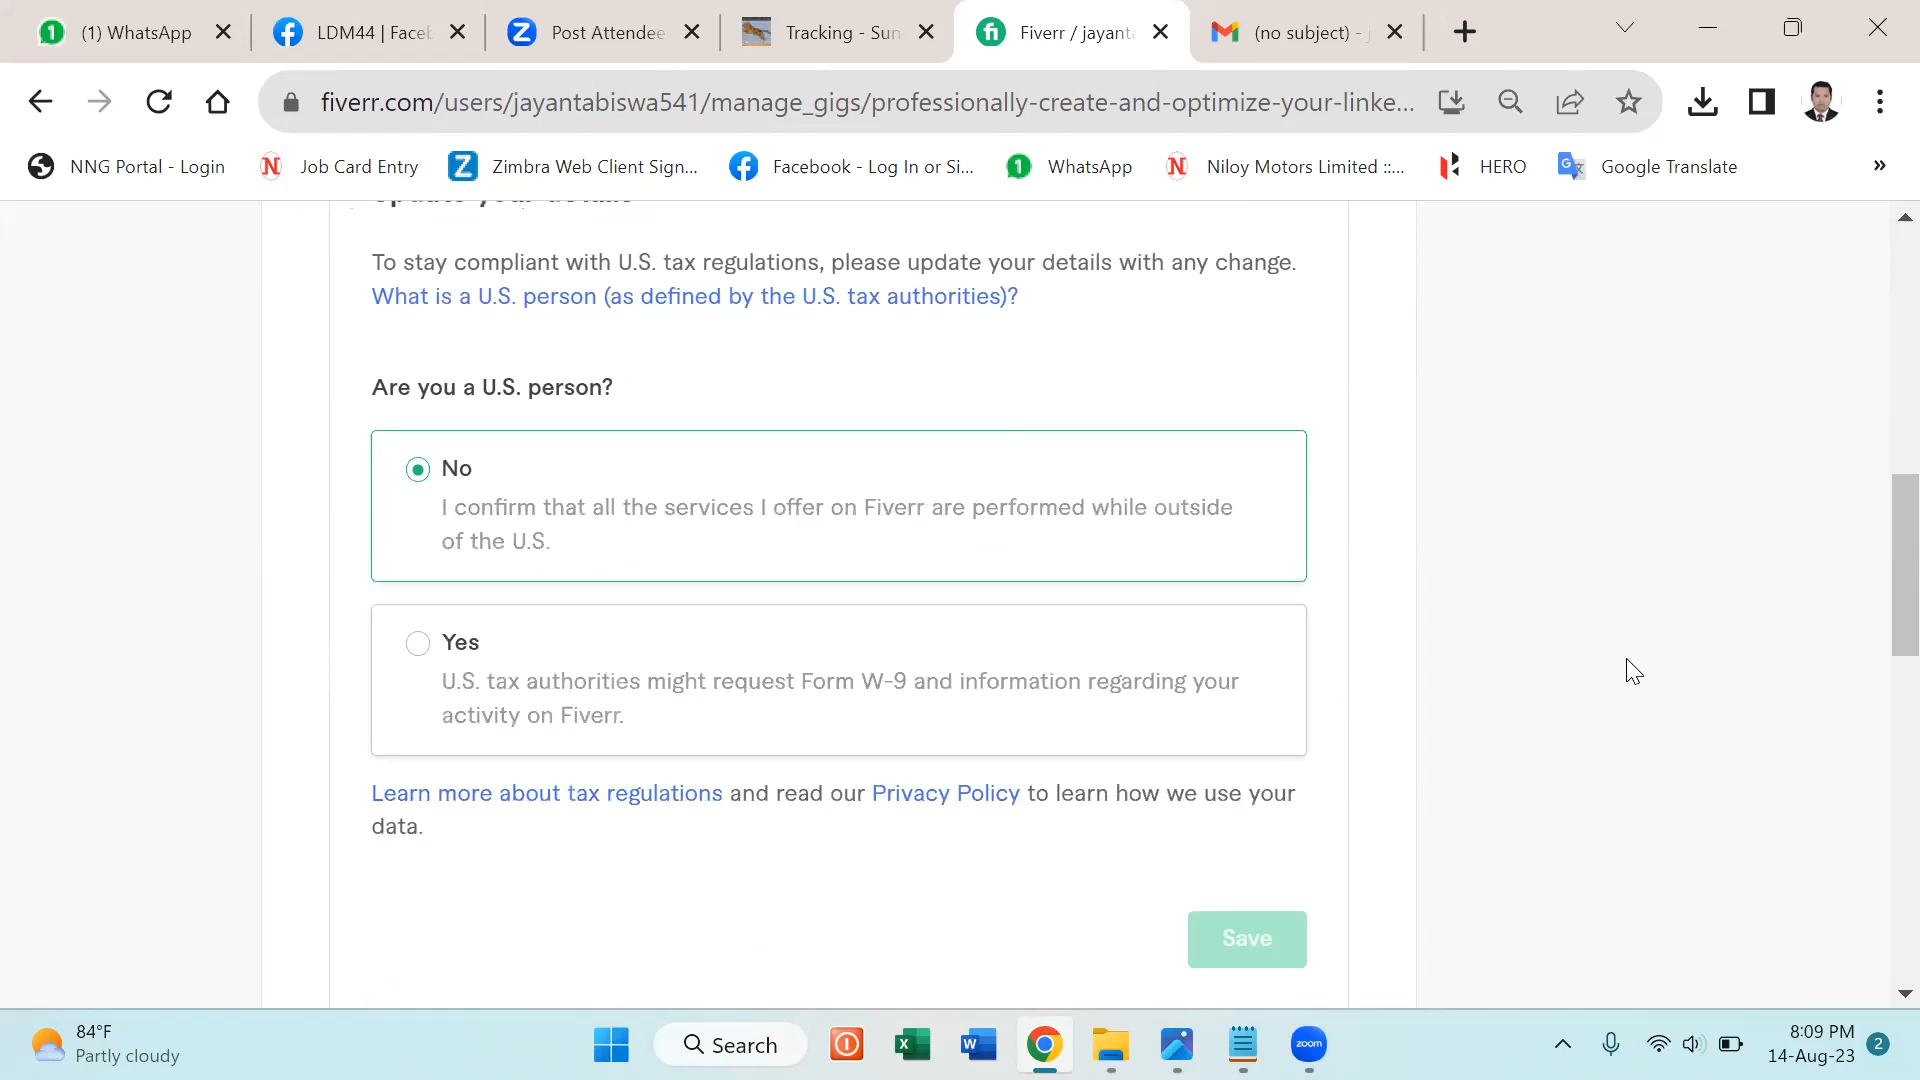 (1) WhatsApp
LDM44 | Faceb
Post Attendee
Tracking - Sun
Fiverr / jayanta
(no subject) -
fiverr.com/users/jayantabiswa541/manage_gigs/professionally-create-and-optimize-your-linke...
NNG Portal - Login
Job Card Entry
Zimbra Web Client Sign...
Facebook - Log In or Si...
WhatsApp
Niloy Motors Limited ::...
HERO
Google Translate
»
To stay compliant with U.S. tax regulations, please update your details with any change.
What is a U.S. person (as defined by the U.S. tax authorities)?
Are you a U.S. person?
No
I confirm that all the services I offer on Fiverr are performed while outside
of the U.S.
Yes
U.S. tax authorities might request Form W-9 and information regarding your
activity on Fiverr.
Learn more about tax regulations and read our Privacy Policy to learn how we use your
data.
Save
84°F
Partly cloudy
Search
zoom
8:09 PM
14-Aug-23
2